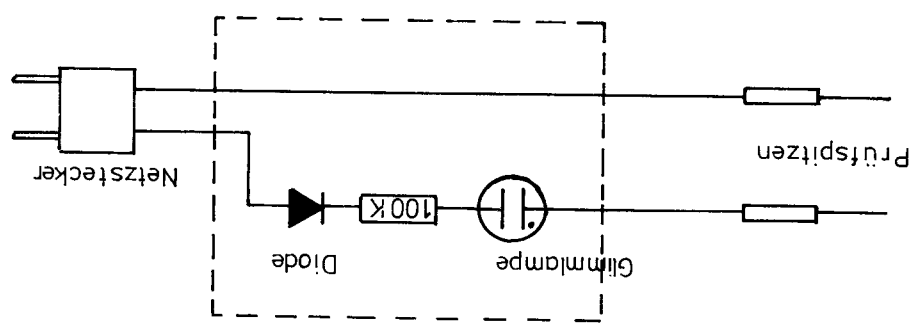 Glimmlampe
Diode
100K
Prüfspitzen
Netzstecker